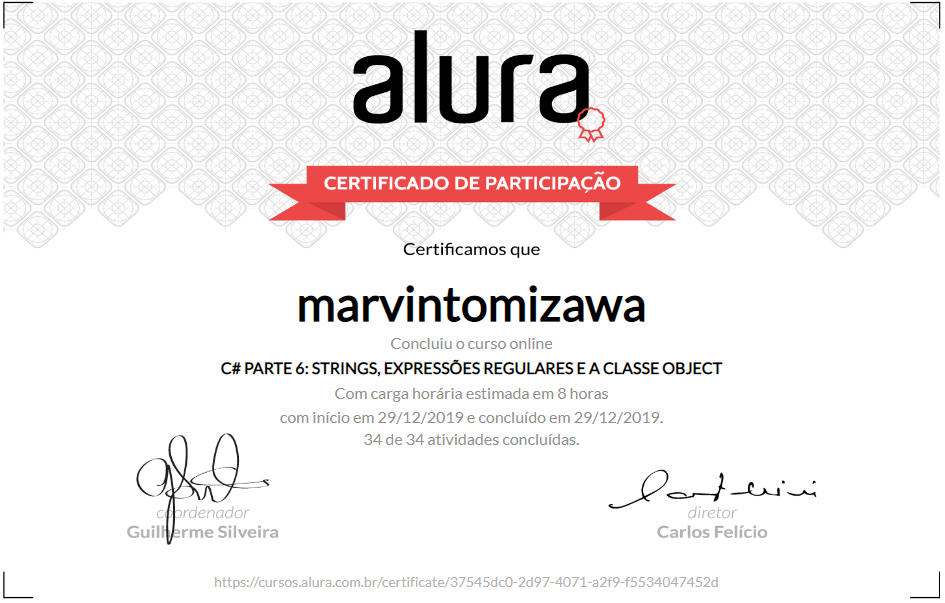 alura
CERTIFICADO DE PARTICIPAÇÃO
Certificamos que
marvintomizawa
Concluiu o curso online
C# PARTE 6: STRINGS, EXPRESSÕES REGULARES E A CLASSE OBJECT
Com carga horária estimada em 8 horas
com início em 29/12/2019 e concluído em 29/12/2019.
34 de 34 atividades concluídas.
coordenador
Guilherme Silveira
diretor
Carlos Felício
https://cursos.alura.com.br/certificate/37545dc0-2d97-4071-a2f9-f5534047452d